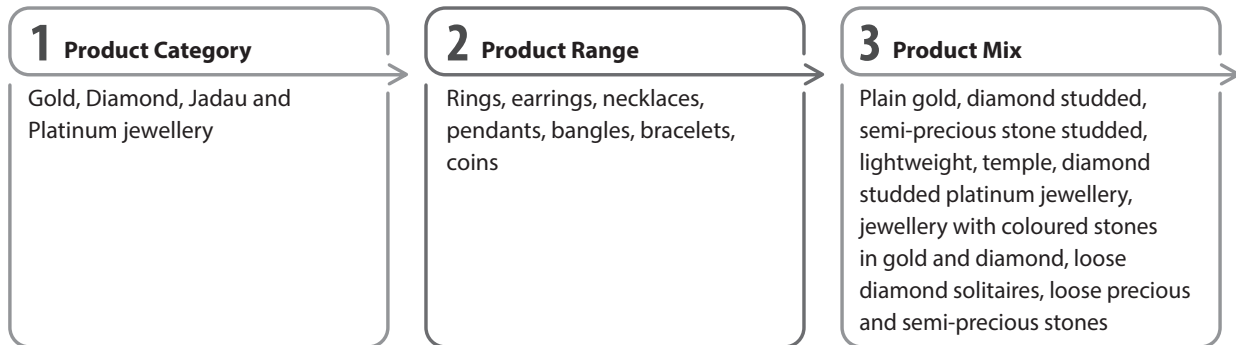 1 Product Category
Gold, Diamond, Jadau and
Platinum jewellery
2 Product Range
Rings, earrings, necklaces,
pendants, bangles, bracelets,
coins
3 Product Mix
Plain gold, diamond studded,
semi-precious stone studded,
lightweight, temple, diamond
studded platinum jewellery,
jewellery with coloured stones
in gold and diamond, loose
diamond solitaires, loose precious
and semi-precious stones